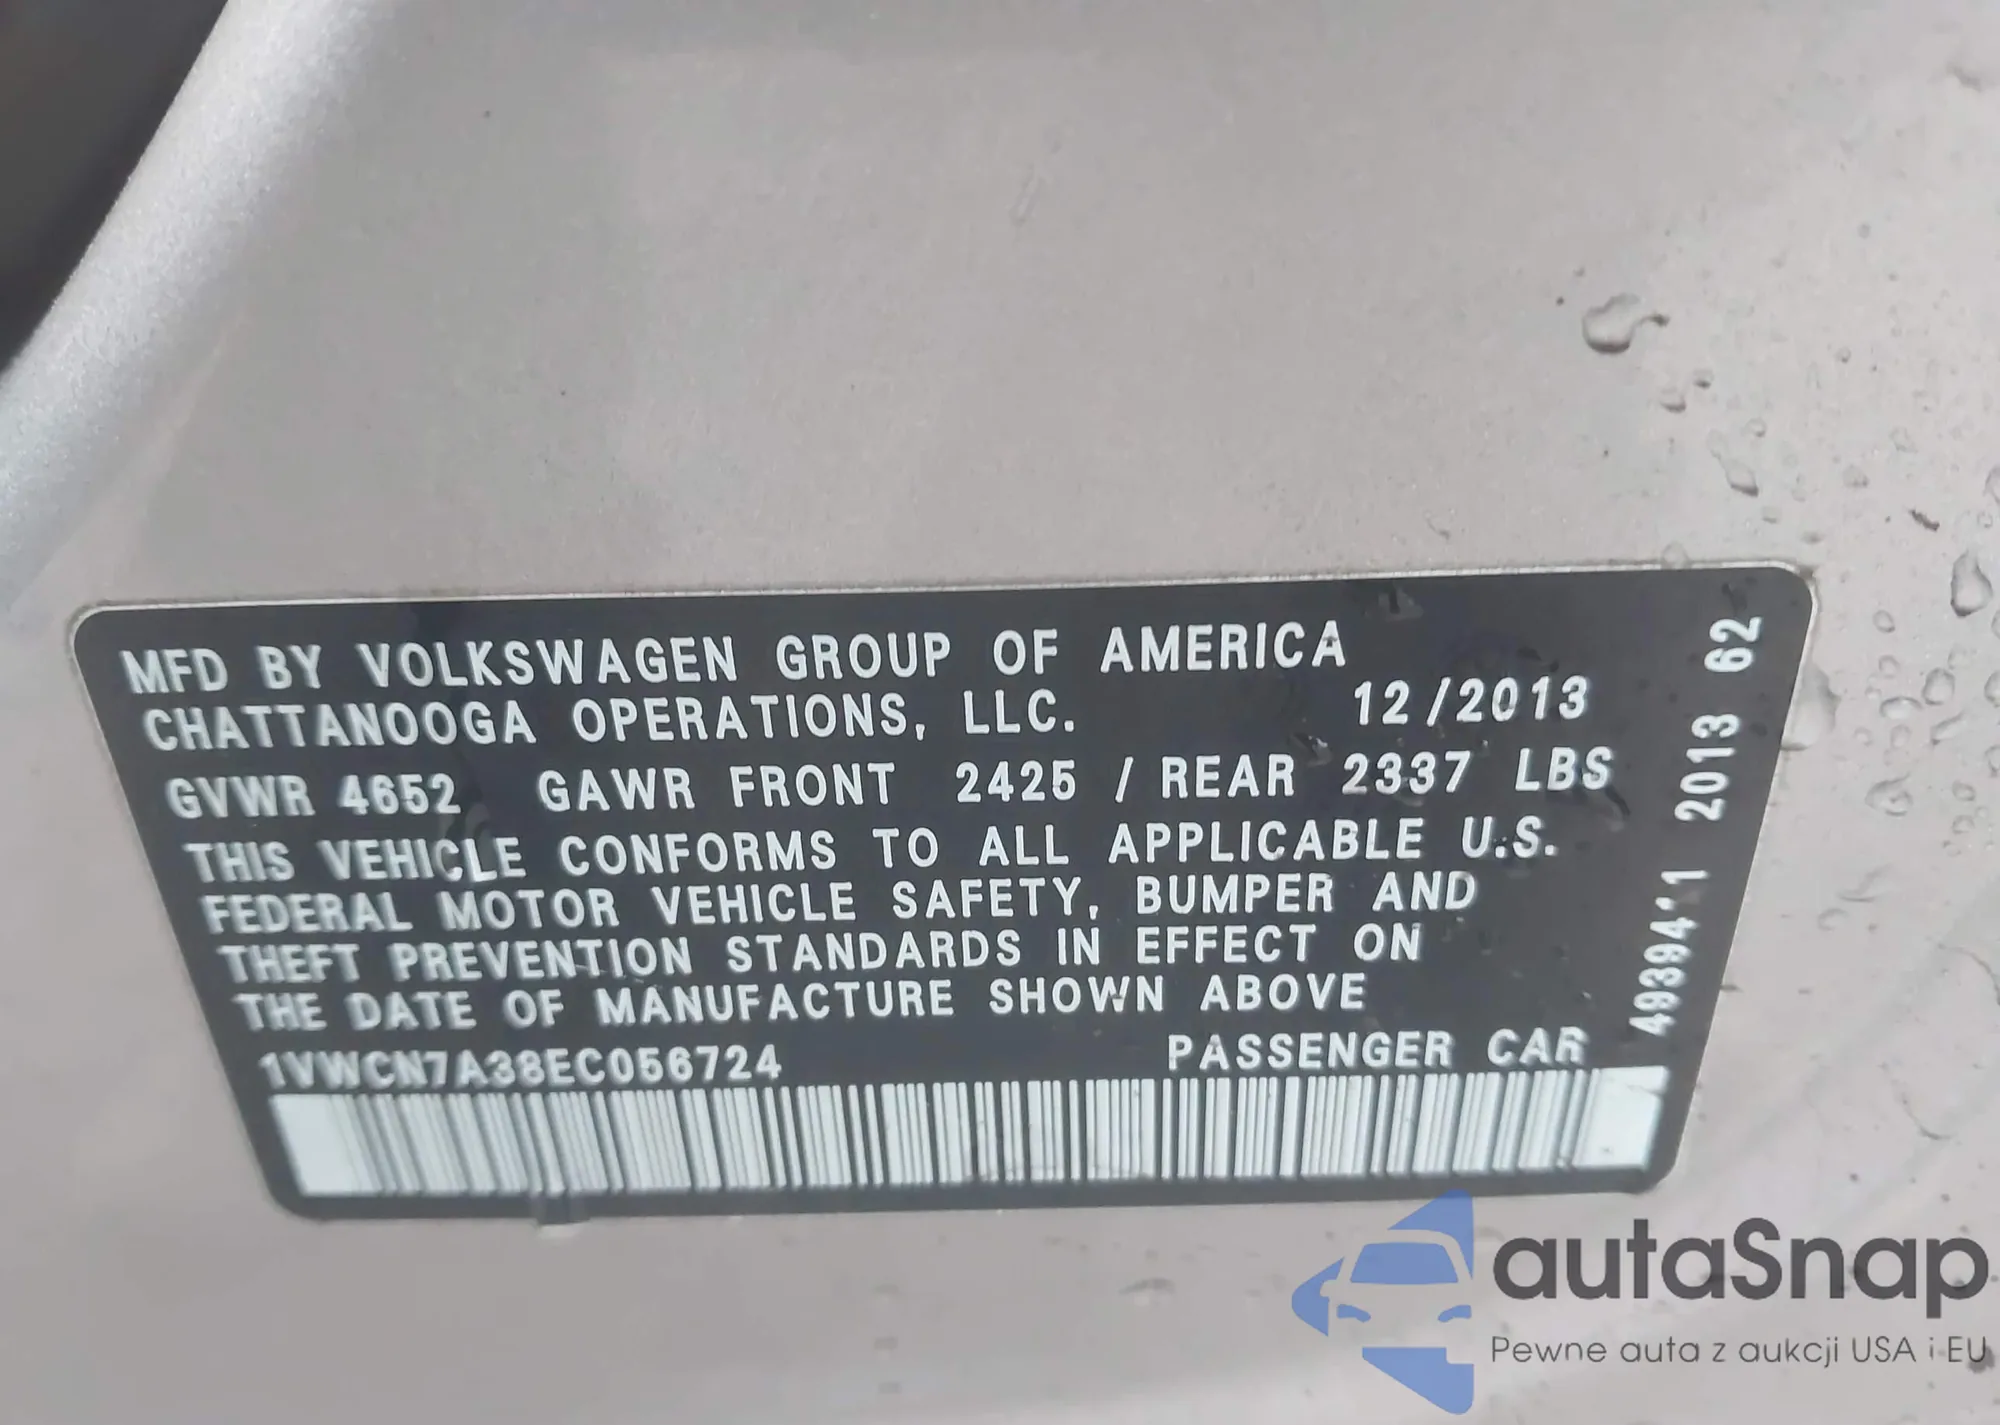 MFD BY VOLKSWAGEN GROUP OF AMERICA
CHATTANOOGA OPERATIONS, LLC. 12/2013
GVWR 4652 GAWR FRONT 2425 / REAR 2337 LBS
THIS VEHICLE CONFORMS TO ALL APPLICABLE U.S.
FEDERAL MOTOR VEHICLE SAFETY, BUMPER AND
THEFT PREVENTION STANDARDS IN EFFECT ON
THE DATE OF MANUFACTURE SHOWN ABOVE
1VWCN7A38EC056724 PASSENGER CAR
2013 62
autaSnap
Pewne auta z aukcji USA i EU